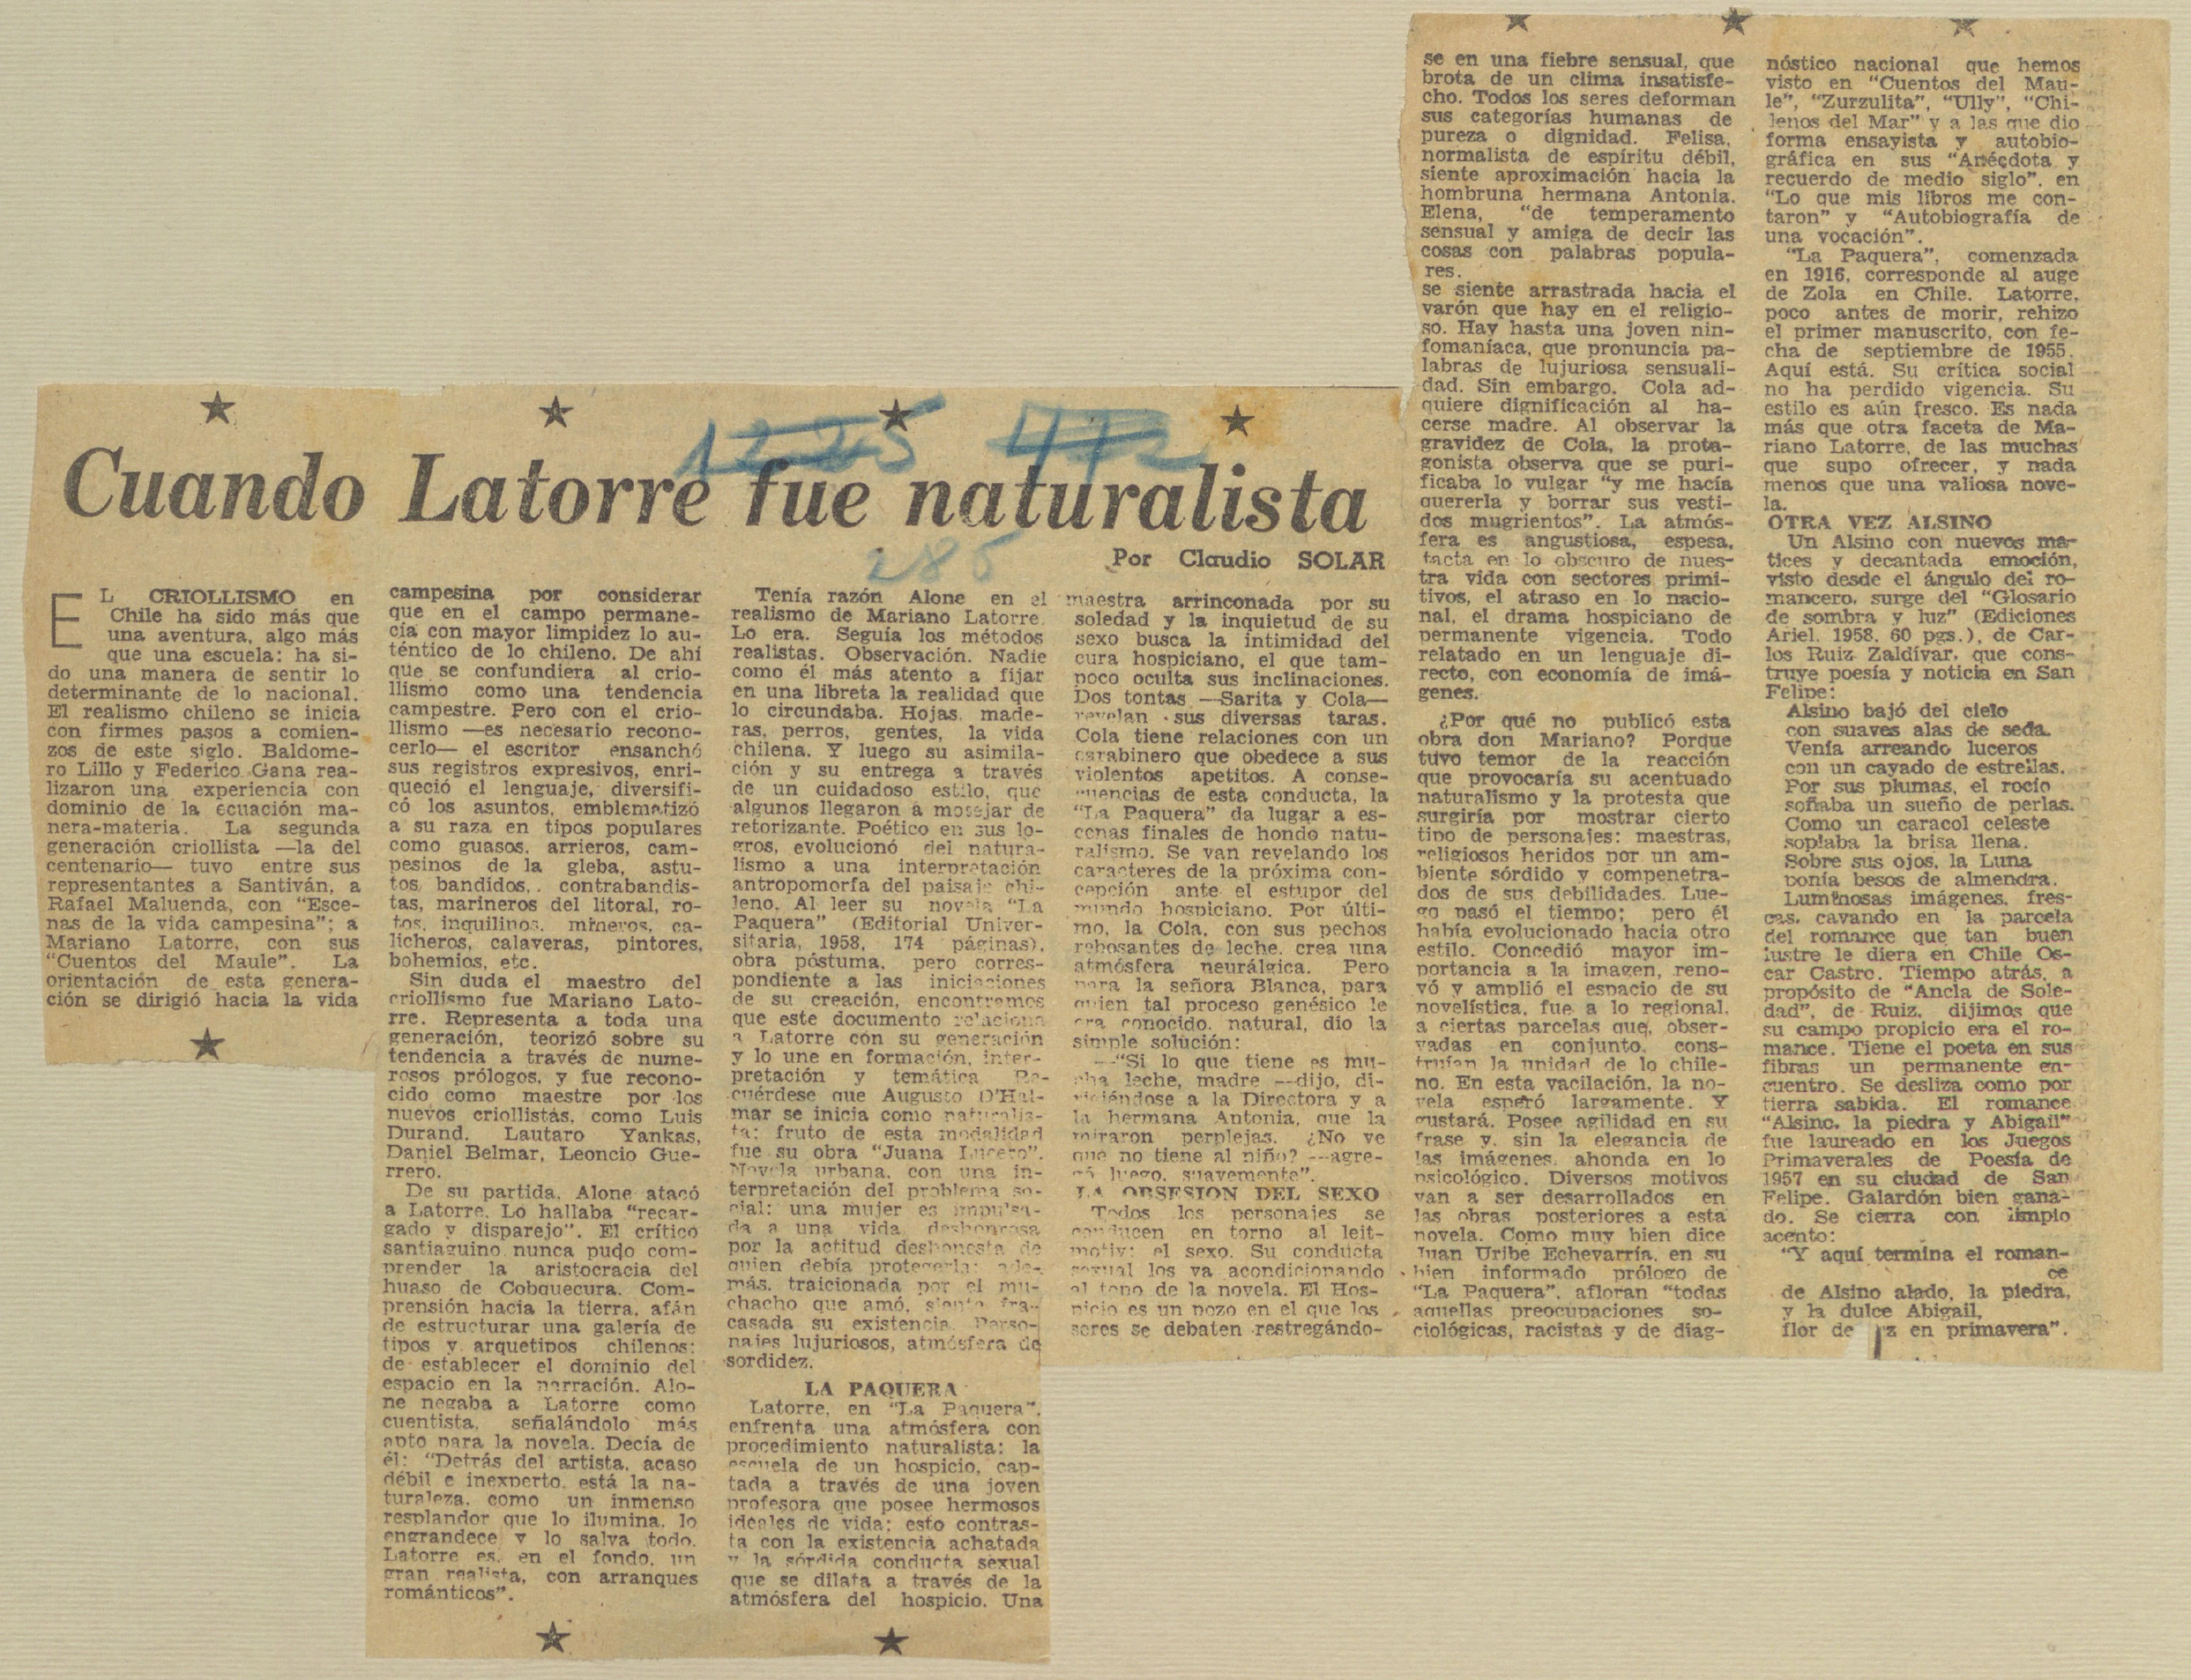 1225 472
Cuando Latorre fue naturalista
285
Por Claudio SOLAR
EL CRIOLLISMO en
Chile ha sido más que
una aventura, algo más
que una escuela: ha si-
do una manera de sentir lo
determinante de lo nacional.
El realismo chileno se inicia
con firmes pasos a comien-
zos de este siglo. Baldome-
ro Lillo y Federico Gana rea-
lizaron una experiencia con
dominio de la ecuación ma-
nera-materia. La segunda
generación criollista —la del
centenario— tuvo entre sus
representantes a Santiván, a
Rafael Maluenda, con "Esce-
nas de la vida campesina"; a
Mariano Latorre, con sus
"Cuentos del Maule". La
orientación de esta genera-
ción se dirigió hacia la vida
campesina por considerar
que en el campo permane-
cía con mayor limpidez lo au-
téntico de lo chileno. De ahí
que se confundiera al crio-
llismo como una tendencia
campestre. Pero con el crio-
llismo —es necesario recono-
cerlo— el escritor ensanchó
sus registros expresivos, enri-
queció el lenguaje, diversifi-
có los asuntos, emblematizó
a su raza en tipos populares
como guasos, arrieros, cam-
pesinos de la gleba, astu-
tos bandidos, contrabandis-
tas, marineros del litoral, ro-
tos, inquilinos, mineros, ca-
licheros, calaveras, pintores,
bohemios, etc.
Sin duda el maestro del
criollismo fue Mariano Lato-
rre. Representa a toda una
generación, teorizó sobre su
tendencia a través de nume-
rosos prólogos, y fue recono-
cido como maestre por los
nuevos criollistas, como Luis
Durand, Lautaro Yankas,
Daniel Belmar, Leoncio Gue-
rrero.
De su partida, Alone atacó
a Latorre. Lo hallaba "recar-
gado y disparejo". El crítico
santiaguino nunca pudo com-
prender la aristocracia del
huaso de Cobquecura. Com-
prensión hacia la tierra, afán
de estructurar una galería de
tipos y arquetipos chilenos;
de establecer el dominio del
espacio en la narración. Alo-
ne negaba a Latorre como
cuentista, señalándolo más
apto para la novela. Decía de
él: "Detrás del artista, acaso
débil e inexperto, está la na-
turaleza, como un inmenso
resplandor que lo ilumina, lo
engrandece y lo salva todo.
Latorre es, en el fondo, un
gran realista, con arranques
románticos".
Tenía razón Alone en el
realismo de Mariano Latorre.
Lo era. Seguía los métodos
realistas. Observación. Nadie
como él más atento a fijar
en una libreta la realidad que
lo circundaba. Hojas, made-
ras, perros, gentes, la vida
chilena. Y luego su asimila-
ción y su entrega a través
de un cuidadoso estilo, que
algunos llegaron a motejar de
retorizante. Poético en sus lo-
gros, evolucionó del natura-
lismo a una interpretación
antropomorfa del paisaje chi-
leno. Al leer su novela "La
Paquera" (Editorial Univer-
sitaria, 1958, 174 páginas),
obra póstuma, pero corres-
pondiente a las iniciaciones
de su creación, encontramos
que este documento relaciona
a Latorre con su generación
y lo une en formación, inter-
pretación y temática. Re-
cuérdese que Augusto D'Hal-
mar se inicia como naturalis-
ta; fruto de esta modalidad
fue su obra "Juana Lucero".
Novela urbana, con una in-
terpretación del problema so-
cial: una mujer es impulsa-
da a una vida deshonrosa
por la actitud deshonesta de
quien debía protegerla; ade-
más, traicionada por el mu-
chacho que amó, siente fra-
casada su existencia. Perso-
najes lujuriosos, atmósfera de
sordidez.
LA PAQUERA
Latorre, en "La Paquera",
enfrenta una atmósfera con
procedimiento naturalista: la
escuela de un hospicio, cap-
tada a través de una joven
profesora que posee hermosos
ideales de vida; esto contras-
ta con la existencia achatada
y la sórdida conducta sexual
que se dilata a través de la
atmósfera del hospicio. Una
maestra arrinconada por su
soledad y la inquietud de su
sexo busca la intimidad del
cura hospiciano, el que tam-
poco oculta sus inclinaciones.
Dos tontas —Sarita y Cola—
revelan sus diversas taras.
Cola tiene relaciones con un
carabinero que obedece a sus
violentos apetitos. A conse-
cuencias de esta conducta, la
"La Paquera" da lugar a es-
cenas finales de hondo natu-
ralismo. Se van revelando los
caracteres de la próxima con-
cepción ante el estupor del
mundo hospiciano. Por últi-
mo, la Cola, con sus pechos
rebosantes de leche, crea una
atmósfera neurálgica. Pero
para la señora Blanca, para
quien tal proceso genésico le
era conocido, natural, dio la
simple solución:
—"Si lo que tiene es mu-
cha leche, madre —dijo, di-
rigiéndose a la Directora y a
la hermana Antonia, que la
miraron perplejas. ¿No ve
que no tiene al niño? —agre-
gó luego, suavemente".
LA OBSESION DEL SEXO
Todos los personajes se
conducen en torno al leit-
motiv: el sexo. Su conducta
sexual los va acondicionando
al tono de la novela. El Hos-
picio es un pozo en el que los
seres se debaten restregándo-
se en una fiebre sensual, que
brota de un clima insatisfe-
cho. Todos los seres deforman
sus categorías humanas de
pureza o dignidad. Felisa,
normalista de espíritu débil,
siente aproximación hacia la
hombruna hermana Antonia.
Elena, "de temperamento
sensual y amiga de decir las
cosas con palabras popula-
res.
se siente arrastrada hacia el
varón que hay en el religio-
so. Hay hasta una joven nin-
fomaníaca, que pronuncia pa-
labras de lujuriosa sensuali-
dad. Sin embargo, Cola ad-
quiere dignificación al ha-
cerse madre. Al observar la
gravidez de Cola, la prota-
gonista observa que se puri-
ficaba lo vulgar "y me hacía
quererla y borrar sus vesti-
dos mugrientos". La atmós-
fera es angustiosa, espesa,
tacta en lo obscuro de nues-
tra vida con sectores primi-
tivos, el atraso en lo nacio-
nal, el drama hospiciano de
permanente vigencia. Todo
relatado en un lenguaje di-
recto, con economía de imá-
genes.
¿Por qué no publicó esta
obra don Mariano? Porque
tuvo temor de la reacción
que provocaría su acentuado
naturalismo y la protesta que
surgiría por mostrar cierto
tipo de personajes: maestras,
religiosos heridos por un am-
biente sórdido y compenetra-
dos de sus debilidades. Lue-
go pasó el tiempo; pero él
había evolucionado hacia otro
estilo. Concedió mayor im-
portancia a la imagen, reno-
vó y amplió el espacio de su
novelística, fue a lo regional,
a ciertas parcelas que, obser-
vadas en conjunto, cons-
truían la unidad de lo chile-
no. En esta vacilación, la no-
vela esperó largamente. Y
gustará. Posee agilidad en su
frase y, sin la elegancia de
las imágenes, ahonda en lo
psicológico. Diversos motivos
van a ser desarrollados en
las obras posteriores a esta
novela. Como muy bien dice
Juan Uribe Echevarría, en su
bien informado prólogo de
"La Paquera", afloran "todas
aquellas preocupaciones so-
ciológicas, racistas y de diag-
nóstico nacional que hemos
visto en "Cuentos del Mau-
le", "Zurzulita", "Ully", "Chi-
lenos del Mar" y a las que dio
forma ensayista y autobio-
gráfica en sus "Anécdota y
recuerdo de medio siglo", en
"Lo que mis libros me con-
taron" y "Autobiografía de
una vocación".
"La Paquera", comenzada
en 1916, corresponde al auge
de Zola en Chile. Latorre,
poco antes de morir, rehizo
el primer manuscrito, con fe-
cha de septiembre de 1955.
Aquí está. Su crítica social
no ha perdido vigencia. Su
estilo es aún fresco. Es nada
más que otra faceta de Ma-
riano Latorre, de las muchas
que supo ofrecer, y nada
menos que una valiosa nove-
la.
OTRA VEZ ALSINO
Un Alsino con nuevos ma-
tices y decantada emoción,
visto desde el ángulo del ro-
mancero, surge del "Glosario
de sombra y luz" (Ediciones
Ariel, 1958, 60 pgs.), de Car-
los Ruiz Zaldívar, que cons-
truye poesía y noticia en San
Felipe:
Alsino bajó del cielo
con suaves alas de seda.
Venía arreando luceros
con un cayado de estrellas.
Por sus plumas, el rocío
soñaba un sueño de perlas.
Como un caracol celeste
soplaba la brisa llena.
Sobre sus ojos, la Luna
ponía besos de almendra.
Luminosas imágenes, fres-
cas, cavando en la parcela
del romance que tan buen
lustre le diera en Chile Os-
car Castro. Tiempo atrás, a
propósito de "Ancla de Sole-
dad", de Ruiz, dijimos que
su campo propicio era el ro-
mance. Tiene el poeta en sus
fibras un permanente en-
cuentro. Se desliza como por
tierra sabida. El romance
"Alsino, la piedra y Abigail"
fue laureado en los Juegos
Primaverales de Poesía de
1957 en su ciudad de San
Felipe. Galardón bien gana-
do. Se cierra con limpio
acento:
"Y aquí termina el roman-
ce
de Alsino alado, la piedra,
y la dulce Abigail,
flor de z en primavera".